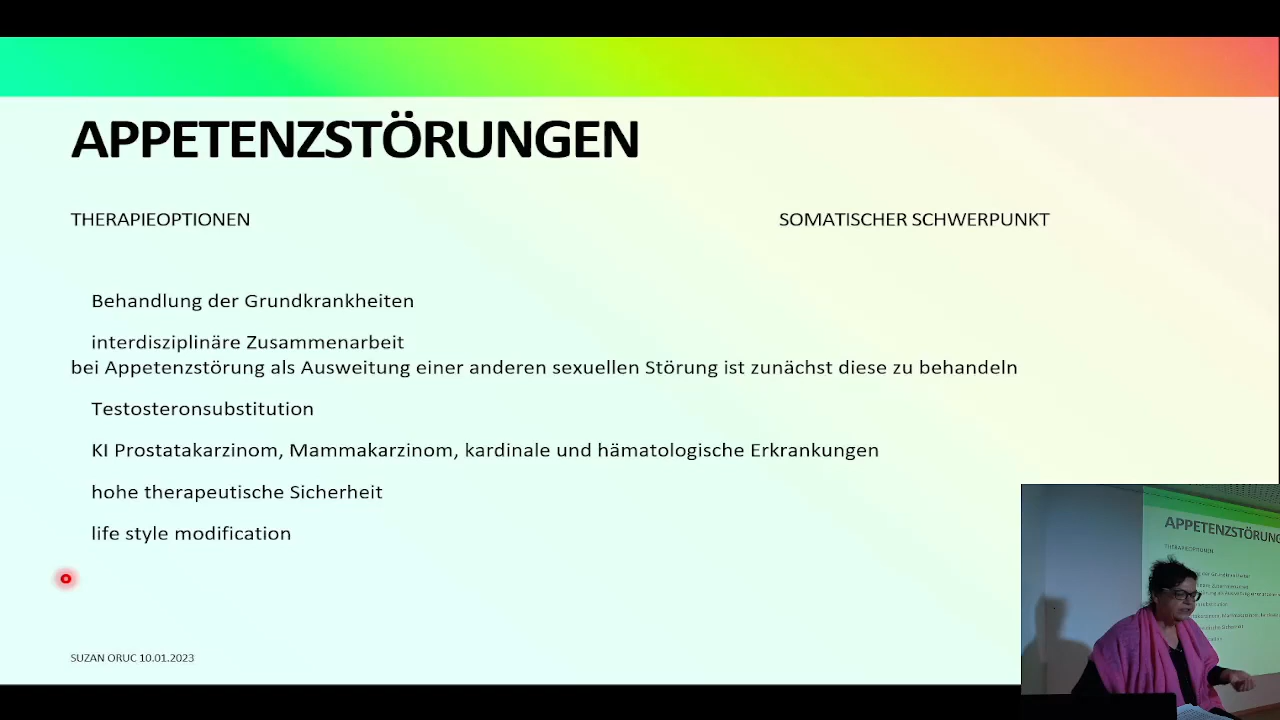 APPETENZSTÖRUNGEN
THERAPIEOPTIONEN SOMATISCHER SCHWERPUNKT
Behandlung der Grundkrankheiten
interdisziplinäre Zusammenarbeit
bei Appetenzstörung als Ausweitung einer anderen sexuellen Störung ist zunächst diese zu behandeln
Testosteronsubstitution
KI Prostatakarzinom, Mammakarzinom, kardinale und hämatologische Erkrankungen
hohe therapeutische Sicherheit
life style modification
SUZAN ORUC 10.01.2023
APPETENZSTÖRUNG
THERAPIEOPTIONEN